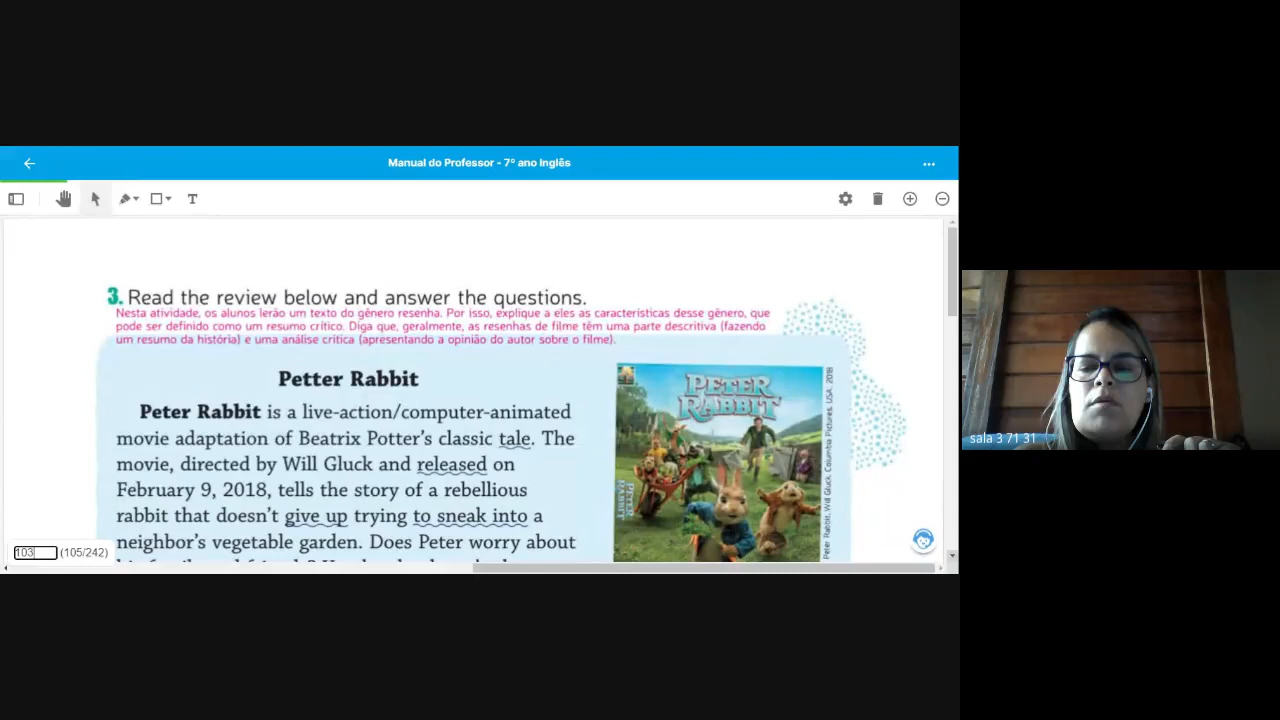 Manual do Professor - 7º ano Inglês
T
3. Read the review below and answer the questions.
Nesta atividade, os alunos lerão um texto do gênero resenha. Por isso, explique a eles as características desse gênero, que
pode ser definido como um resumo crítico. Diga que, geralmente, as resenhas de filme têm uma parte descritiva (fazendo
um resumo da história) e uma análise crítica (apresentando a opinião do autor sobre o filme).
Petter Rabbit
Peter Rabbit is a live-action/computer-animated
movie adaptation of Beatrix Potter's classic tale. The
movie, directed by Will Gluck and released on
February 9, 2018, tells the story of a rebellious
rabbit that doesn't give up trying to sneak into a
neighbor's vegetable garden. Does Peter worry about
PETER
RABBIT
PETER
RABBIT
Peter Rabbit, Will Gluck, Columbia Pictures, USA, 2018
103 (105/242)
sala 3 71 31